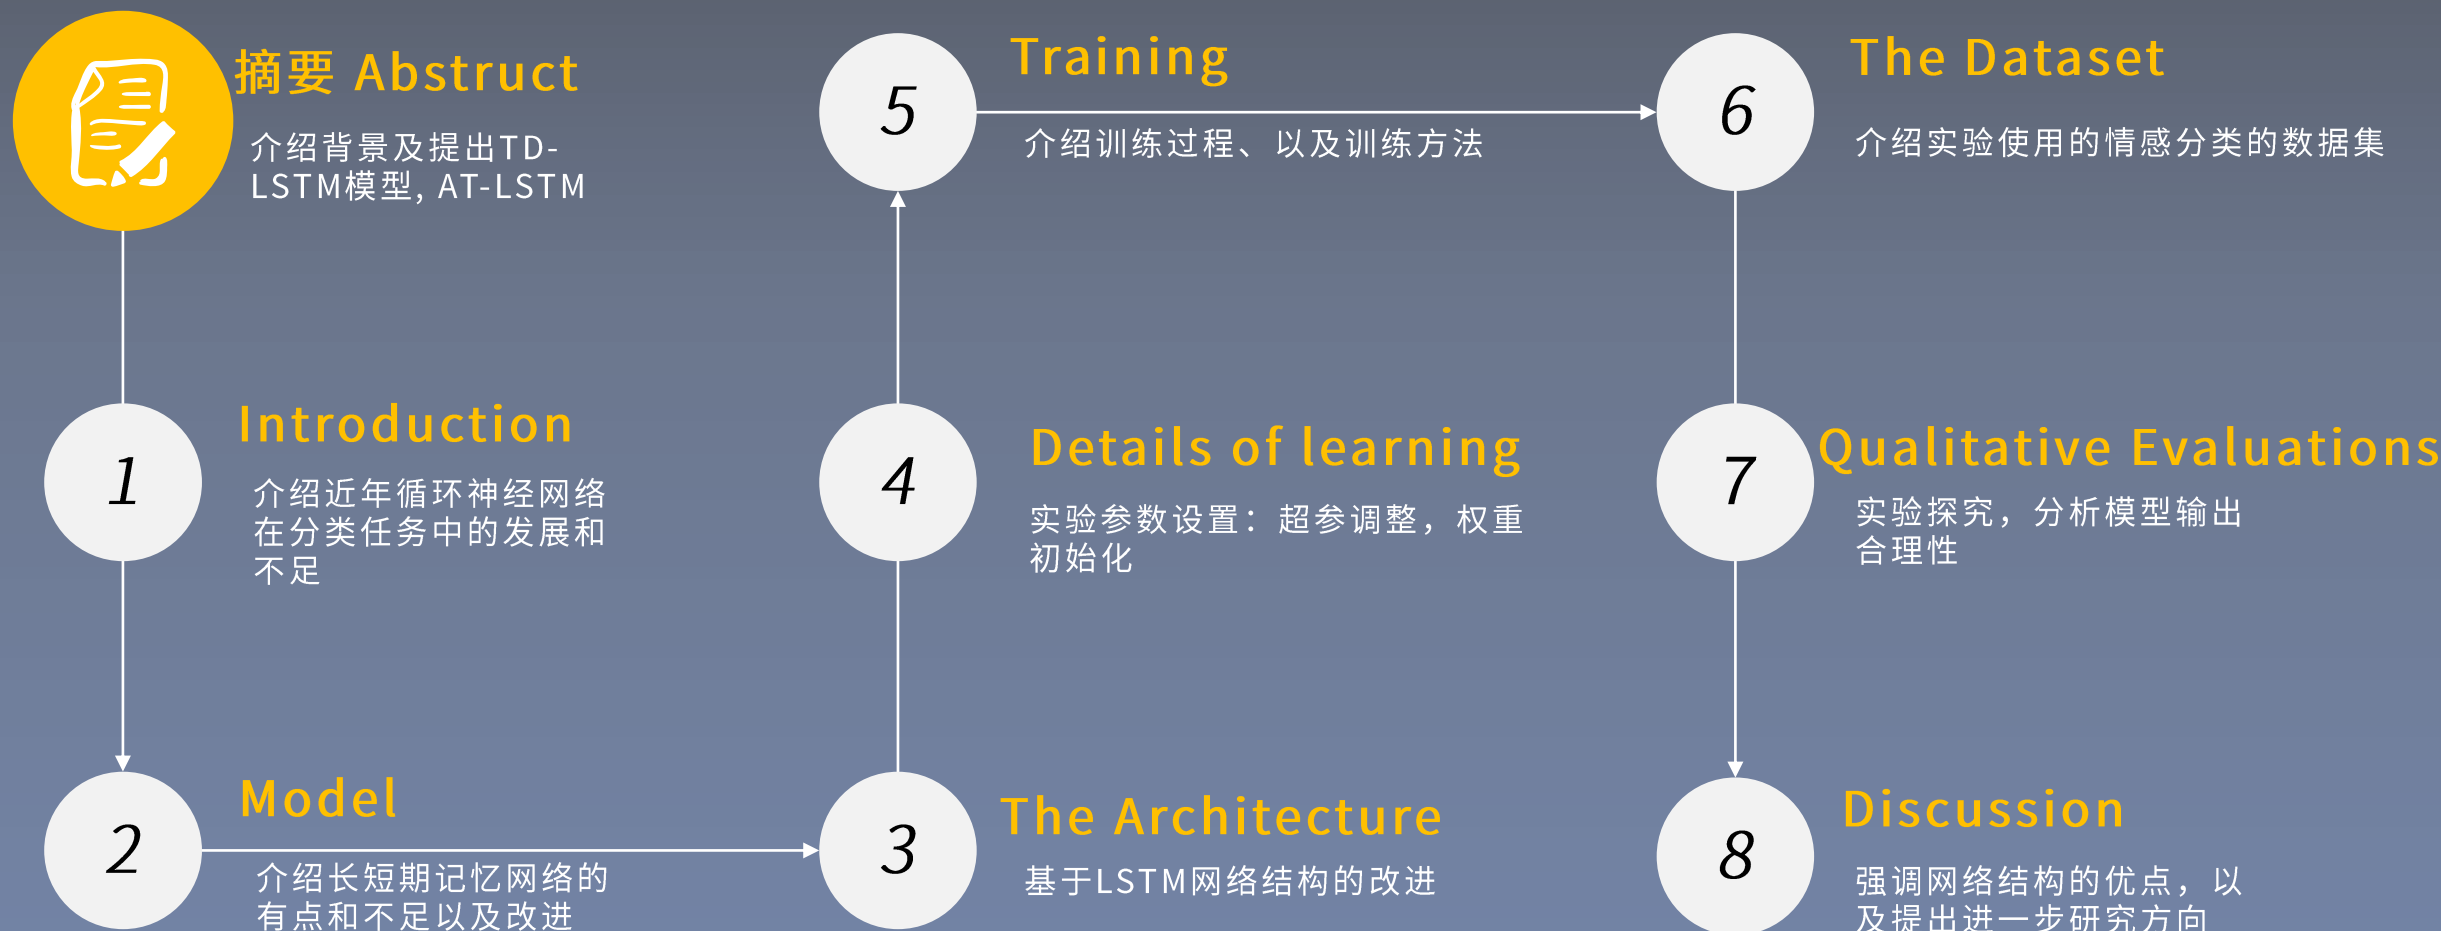 摘要 Abstruct
介绍背景及提出TD-
LSTM模型, AT-LSTM
1
Introduction
介绍近年循环神经网络
在分类任务中的发展和
不足
2
Model
介绍长短期记忆网络的
有点和不足以及改进
3
The Architecture
基于LSTM网络结构的改进
4
Details of learning
实验参数设置：超参调整，权重
初始化
5
Training
介绍训练过程、以及训练方法
6
The Dataset
介绍实验使用的情感分类的数据集
7
Qualitative Evaluations
实验探究，分析模型输出
合理性
8
Discussion
强调网络结构的优点，以
及提出进一步研究方向